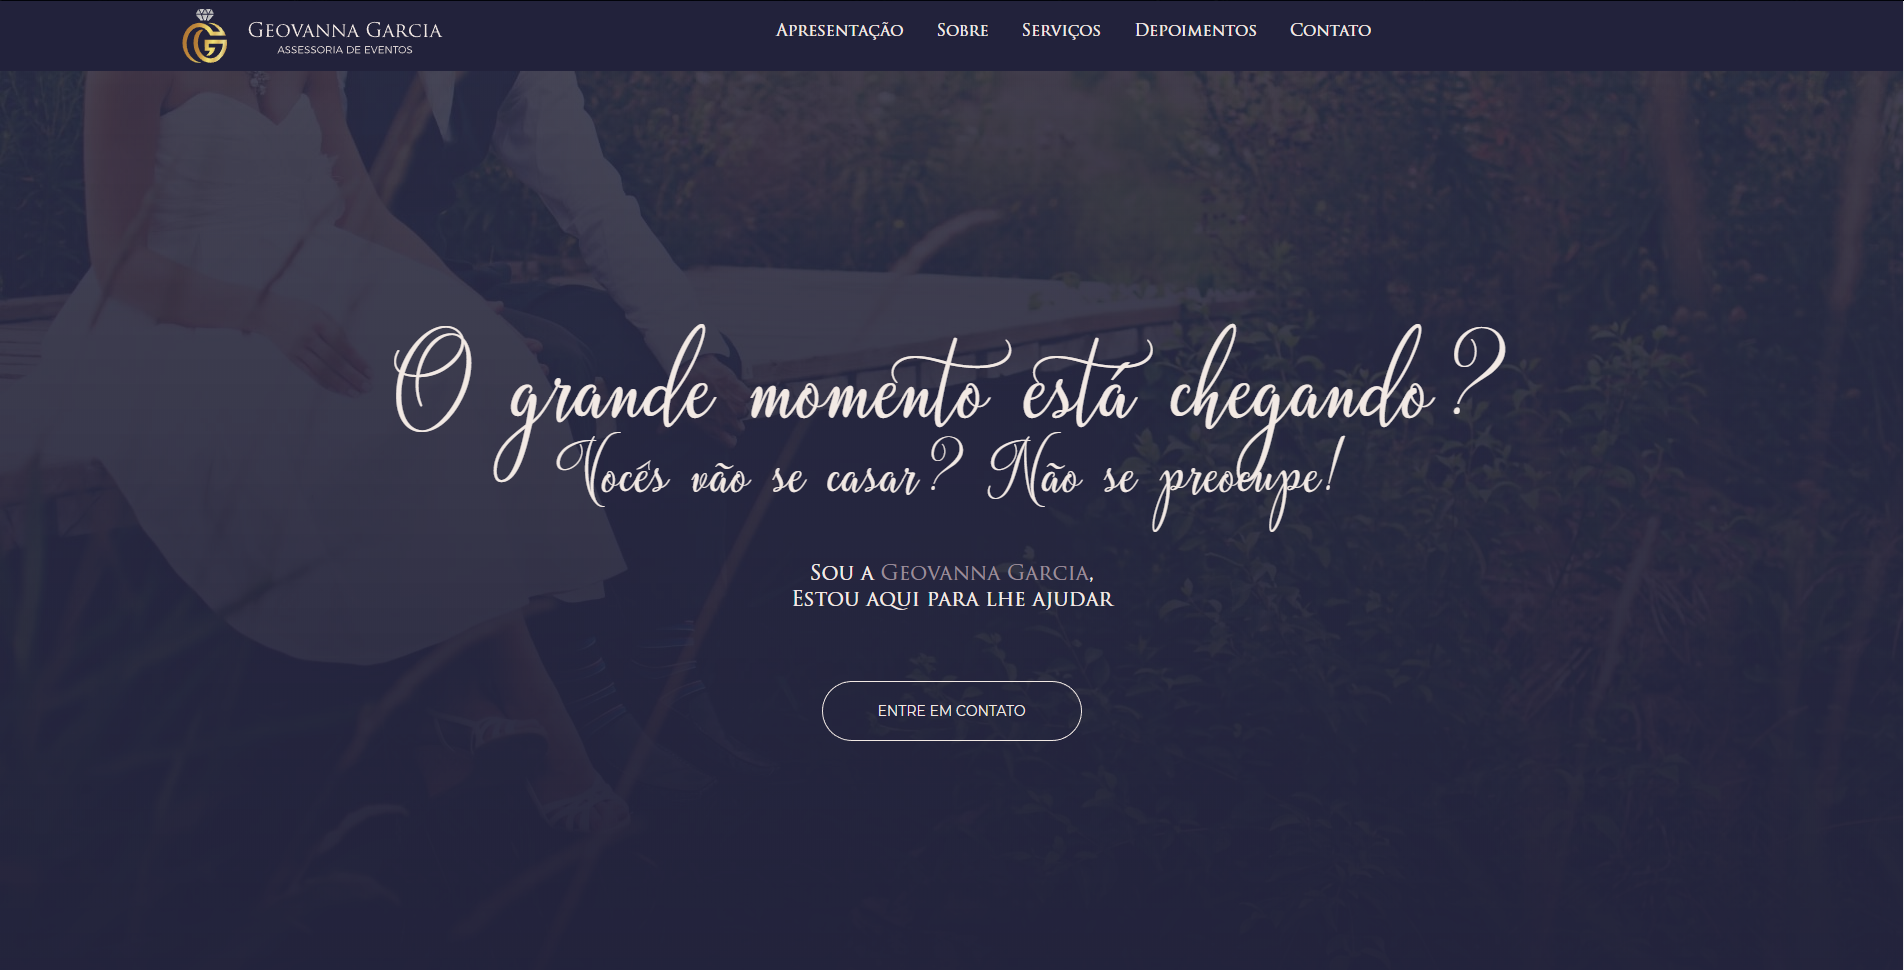 Geovanna Garcia
ASSESSORIA DE EVENTOS
Apresentação Sobre Serviços Depoimentos Contato
O grande momento está chegando?
Vocês vão se casar? Não se preocupe!
Sou a Geovanna Garcia,
Estou aqui para lhe ajudar
ENTRE EM CONTATO